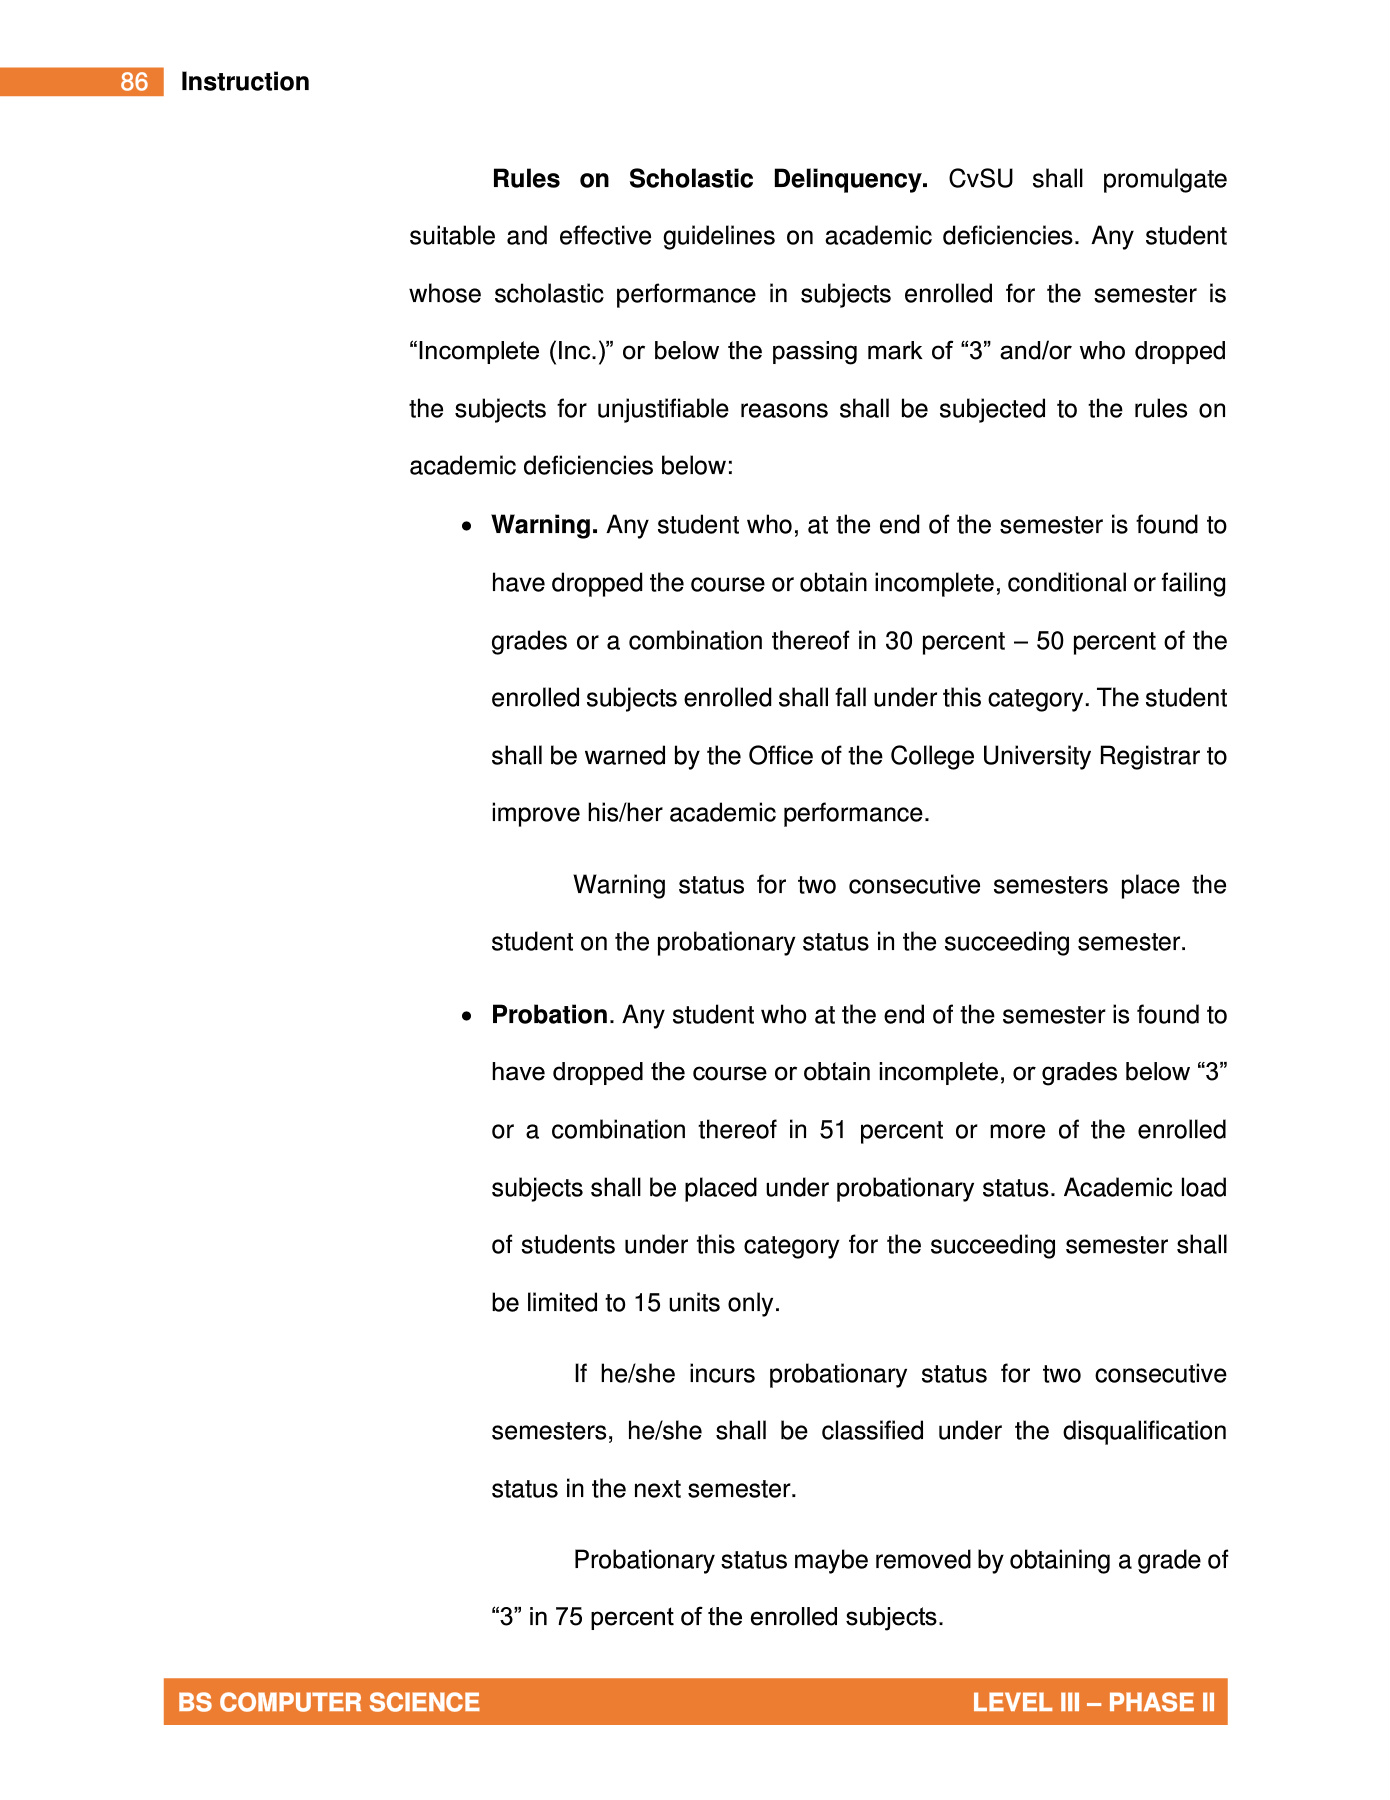 86 Instruction
Rules on Scholastic Delinquency. CvSU shall promulgate
suitable and effective guidelines on academic deficiencies. Any student
whose scholastic performance in subjects enrolled for the semester is
“Incomplete (Inc.)” or below the passing mark of “3” and/or who dropped
the subjects for unjustifiable reasons shall be subjected to the rules on
academic deficiencies below:
• Warning. Any student who, at the end of the semester is found to
have dropped the course or obtain incomplete, conditional or failing
grades or a combination thereof in 30 percent – 50 percent of the
enrolled subjects enrolled shall fall under this category. The student
shall be warned by the Office of the College University Registrar to
improve his/her academic performance.
Warning status for two consecutive semesters place the
student on the probationary status in the succeeding semester.
• Probation. Any student who at the end of the semester is found to
have dropped the course or obtain incomplete, or grades below “3”
or a combination thereof in 51 percent or more of the enrolled
subjects shall be placed under probationary status. Academic load
of students under this category for the succeeding semester shall
be limited to 15 units only.
If he/she incurs probationary status for two consecutive
semesters, he/she shall be classified under the disqualification
status in the next semester.
Probationary status maybe removed by obtaining a grade of
“3” in 75 percent of the enrolled subjects.
BS COMPUTER SCIENCE LEVEL III – PHASE II